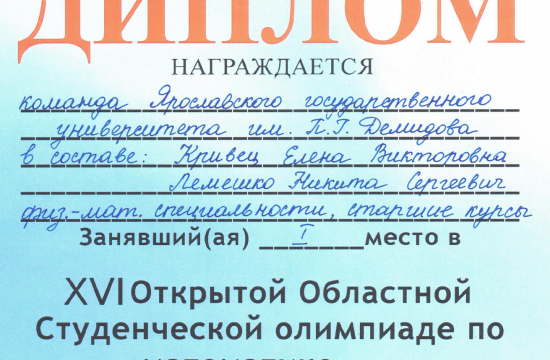 ДИПЛОМ
НАГРАЖДАЕТСЯ
команда Ярославского государственного
университета им. П.Г. Демидова
в составе: Кривец Елена Викторовна
Лемешко Никита Сергеевич
физ.-мат. специальности, старшие курсы
Занявший(ая) I место в
XVI Открытой Областной
Студенческой олимпиаде по